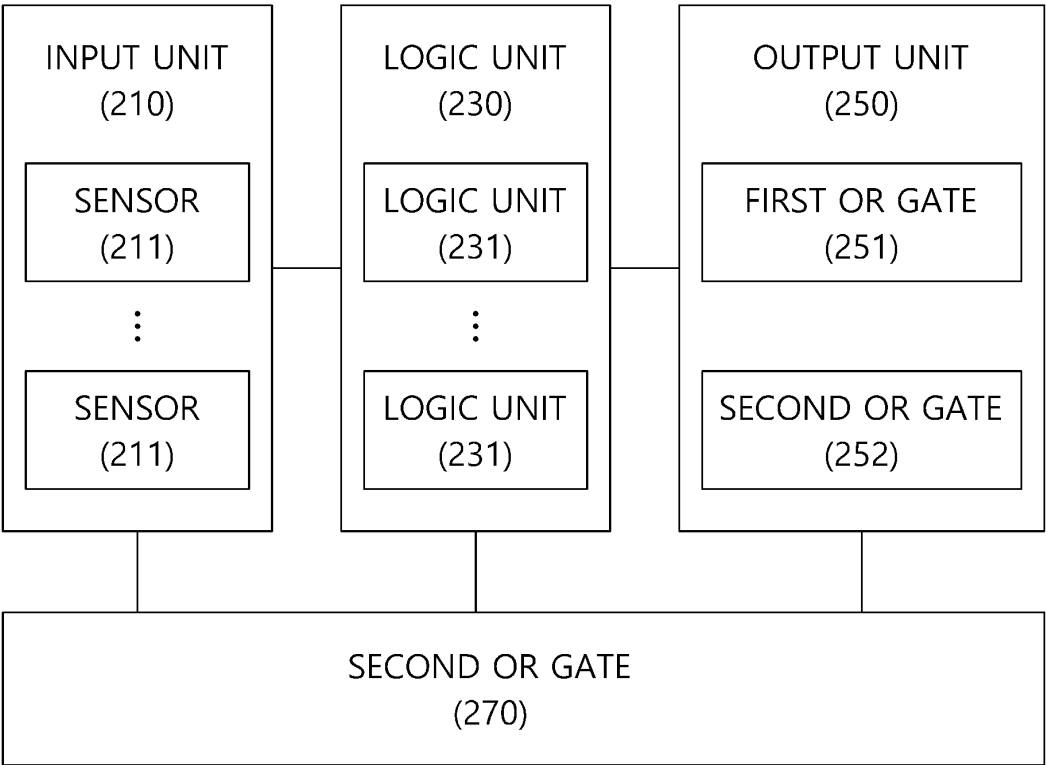 INPUT UNIT
(210)
SENSOR
(211)
SENSOR
(211)
LOGIC UNIT
(230)
LOGIC UNIT
(231)
LOGIC UNIT
(231)
OUTPUT UNIT
(250)
FIRST OR GATE
(251)
SECOND OR GATE
(252)
SECOND OR GATE
(270)